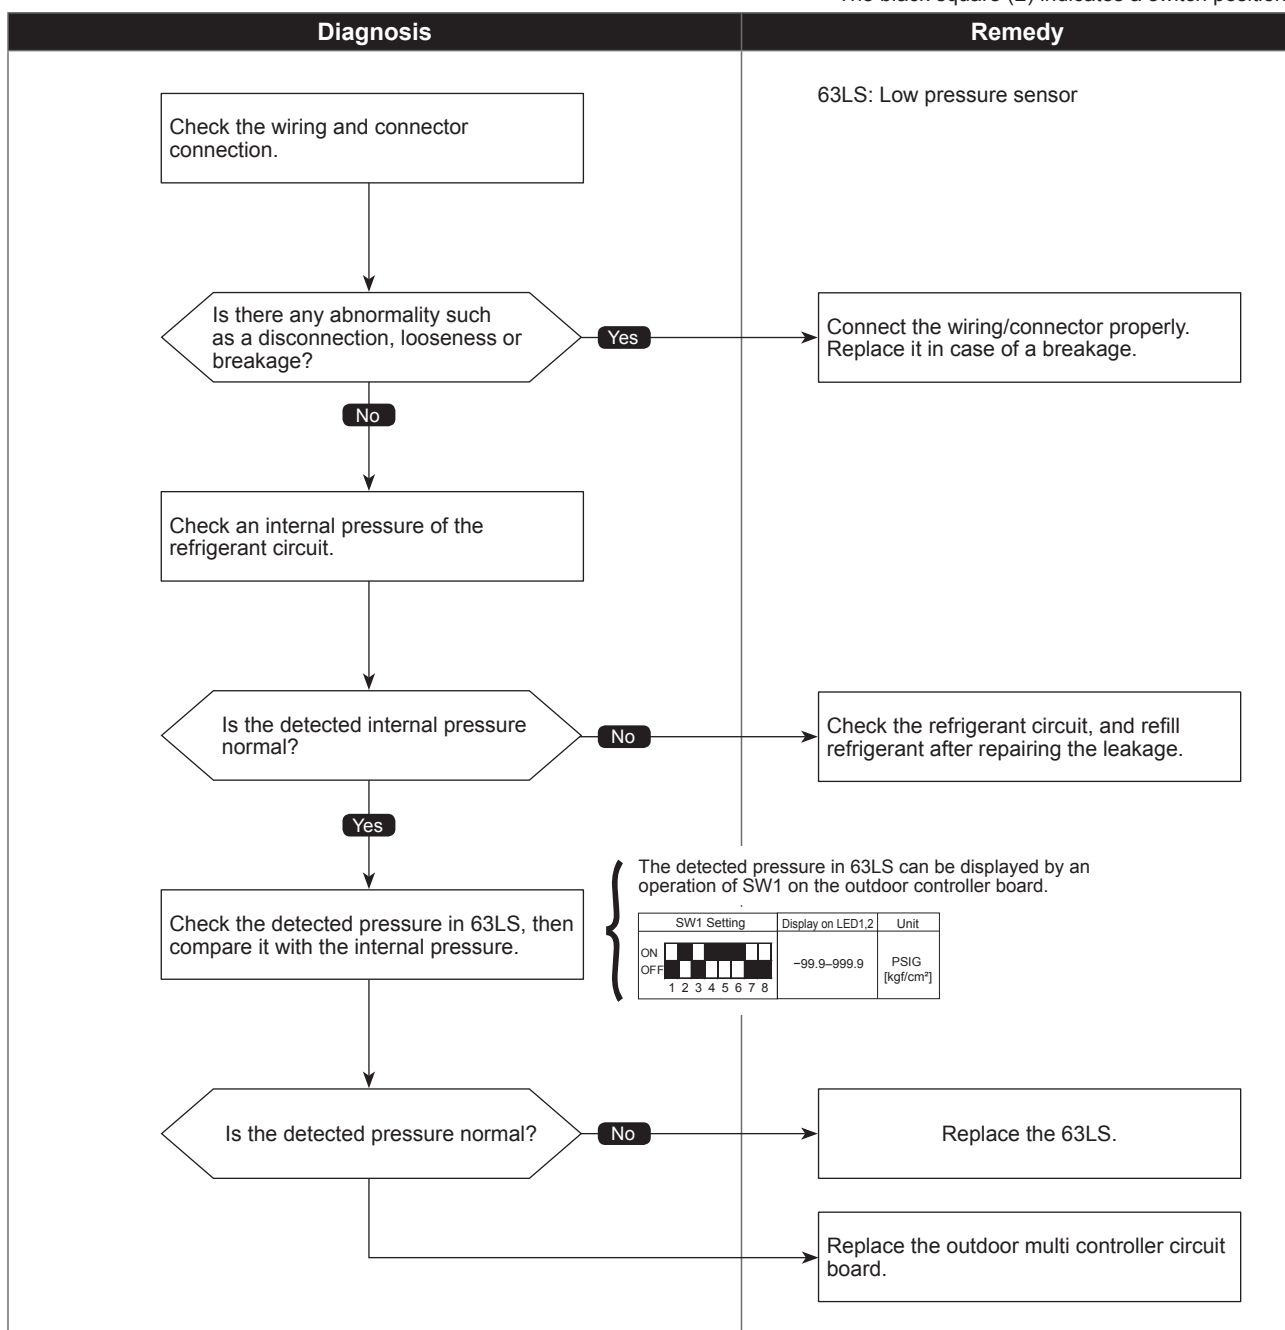 Diagnosis
Remedy
63LS: Low pressure sensor
Check the wiring and connector
connection.
Is there any abnormality such
as a disconnection, looseness or
breakage?
Yes
Connect the wiring/connector properly.
Replace it in case of a breakage.
No
Check an internal pressure of the
refrigerant circuit.
Is the detected internal pressure
normal?
No
Check the refrigerant circuit, and refill
refrigerant after repairing the leakage.
Yes
Check the detected pressure in 63LS, then
compare it with the internal pressure.
The detected pressure in 63LS can be displayed by an
operation of SW1 on the outdoor controller board.
SW1 Setting
Display on LED1,2
Unit
ON
OFF
1 2 3 4 5 6 7 8
−99.9–999.9
PSIG
[kgf/cm²]
Is the detected pressure normal?
No
Replace the 63LS.
Replace the outdoor multi controller circuit
board.